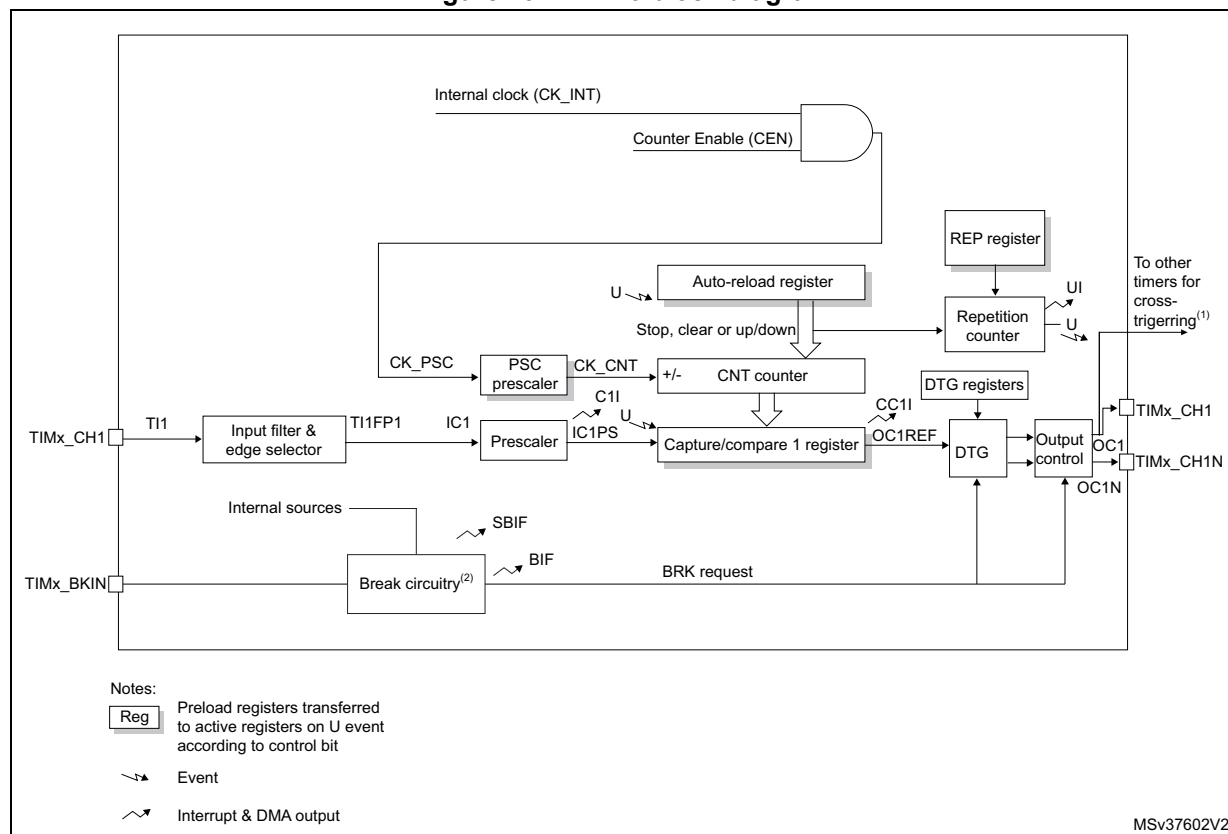 Internal clock (CK_INT)
Counter Enable (CEN)
REP register
Auto-reload register
U
Stop, clear or up/down
Repetition
counter
UI
U
To other
timers for
cross-
trigerring(1)
CK_PSC
PSC
prescaler
CK_CNT
+/-
CNT counter
DTG registers
TIMx_CH1
TI1
Input filter &
edge selector
TI1FP1
IC1
Prescaler
C1I
IC1PS
U
Capture/compare 1 register
CC1I
OC1REF
DTG
Output
control
OC1
TIMx_CH1
TIMx_CH1N
OC1N
Internal sources
SBIF
BIF
TIMx_BKIN
Break circuitry(2)
BRK request
Notes:
Reg
Preload registers transferred
to active registers on U event
according to control bit
Event
Interrupt & DMA output
MSv37602V2